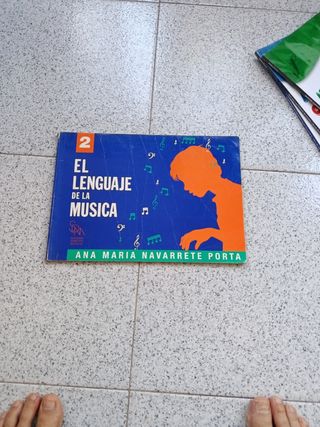 2
EL
LENGUAJE
DE LA
MUSICA
ANA MARIA NAVARRETE PORTA